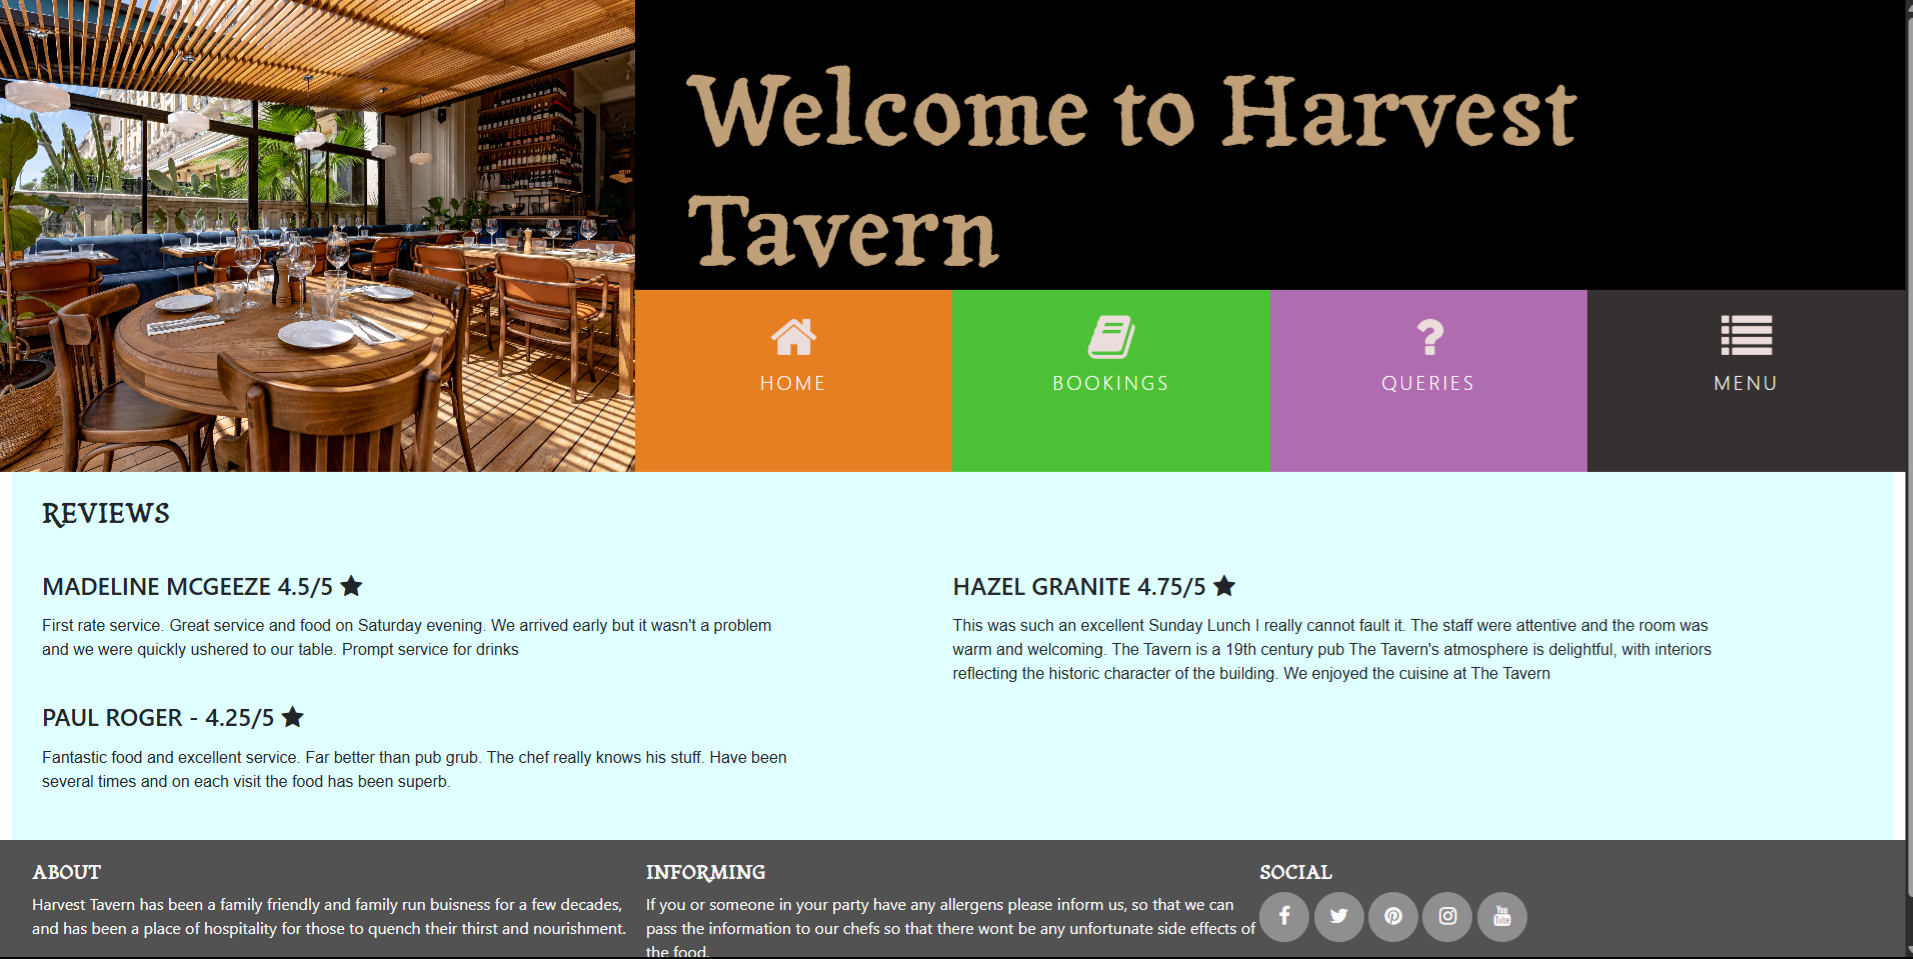 Welcome to Harvest
Tavern
HOME
BOOKINGS
QUERIES
MENU
REVIEWS
MADELINE MCGEEZE 4.5/5
First rate service. Great service and food on Saturday evening. We arrived early but it wasn't a problem
and we were quickly ushered to our table. Prompt service for drinks
HAZEL GRANITE 4.75/5
This was such an excellent Sunday Lunch I really cannot fault it. The staff were attentive and the room was
warm and welcoming. The Tavern is a 19th century pub The Tavern's atmosphere is delightful, with interiors
reflecting the historic character of the building. We enjoyed the cuisine at The Tavern
PAUL ROGER - 4.25/5
Fantastic food and excellent service. Far better than pub grub. The chef really knows his stuff. Have been
several times and on each visit the food has been superb.
ABOUT
Harvest Tavern has been a family friendly and family run buisness for a few decades,
and has been a place of hospitality for those to quench their thirst and nourishment.
INFORMING
If you or someone in your party have any allergens please inform us, so that we can
pass the information to our chefs so that there wont be any unfortunate side effects of
the food.
SOCIAL
You
Tube